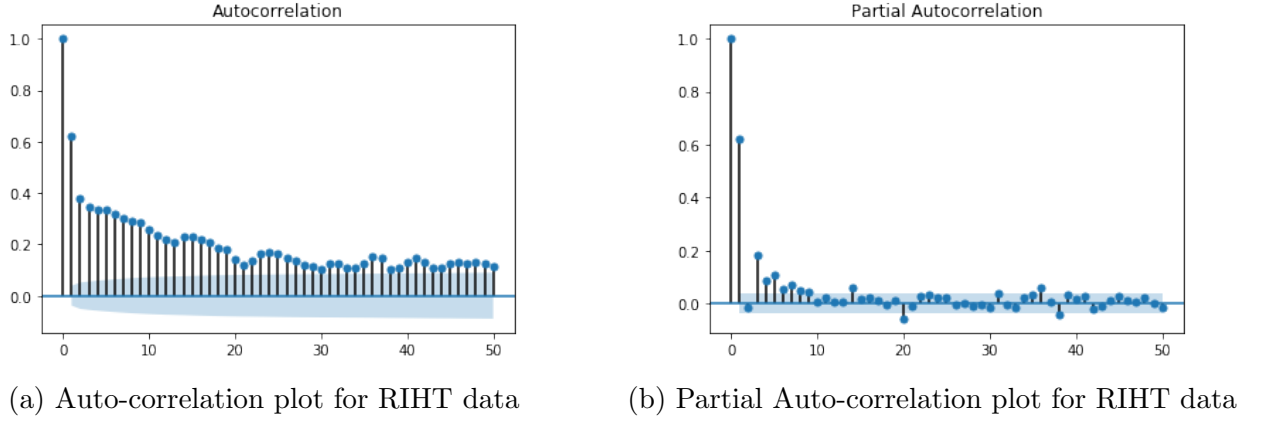 Autocorrelation
1.0
0.8
0.6
0.4
0.2
0.0
0 10 20 30 40 50
(a) Auto-correlation plot for RIHT data
Partial Autocorrelation
1.0
0.8
0.6
0.4
0.2
0.0
0 10 20 30 40 50
(b) Partial Auto-correlation plot for RIHT data